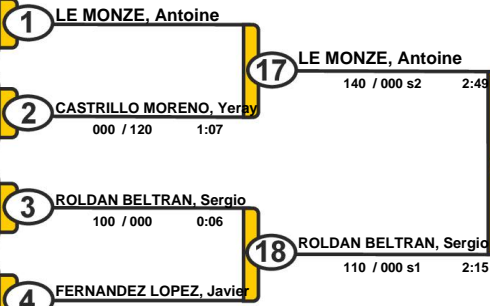 1 LE MONZE, Antoine
17 LE MONZE, Antoine
140 / 000 s2 2:49
2 CASTRILLO MORENO, Yeray
000 / 120 1:07
3 ROLDAN BELTRAN, Sergio
100 / 000 0:06
18 ROLDAN BELTRAN, Sergio
110 / 000 s1 2:15
4 FERNANDEZ LOPEZ, Javier